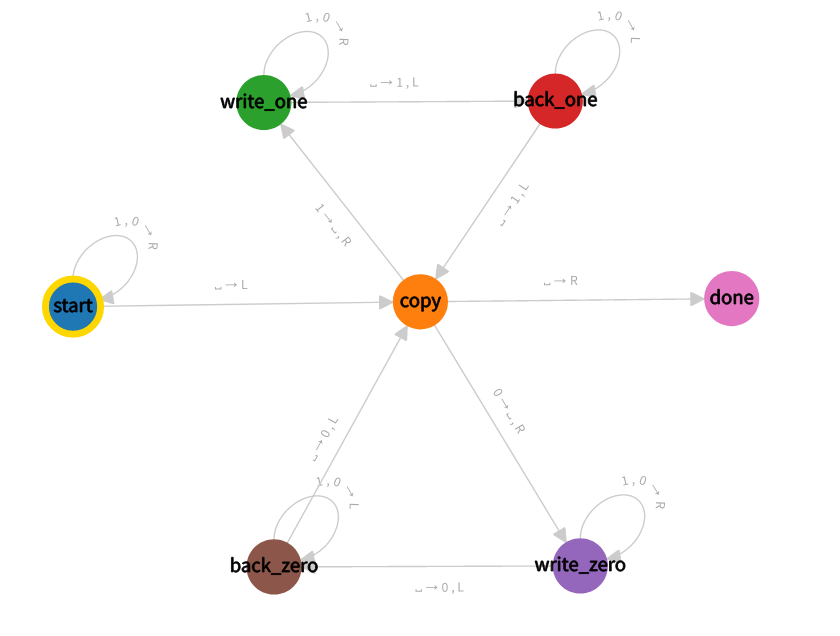 1,0→R
1,0→L
write_one
␣→1,L
back_one
1→␣,R
␣→1,L
1,0→R
start
␣→L
copy
␣→R
done
␣→0,L
0→␣,R
1,0→L
1,0→R
back_zero
␣→0,L
write_zero